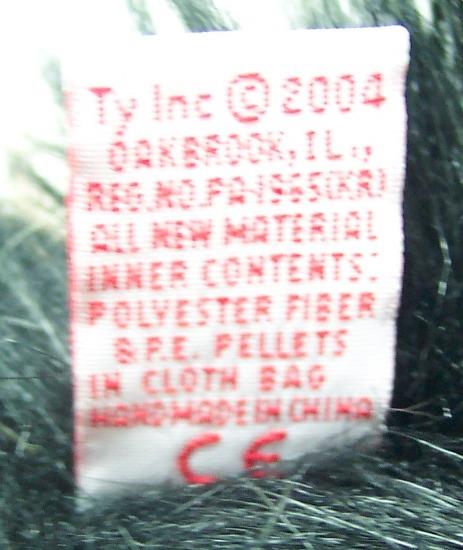 Ty Inc © 2004
OAKBROOK, IL.,
REG.NO.PA-1965(KR)
ALL NEW MATERIAL
INNER CONTENTS:
POLYESTER FIBER
& P.E. PELLETS
IN CLOTH BAG
HANDMADE IN CHINA
CE